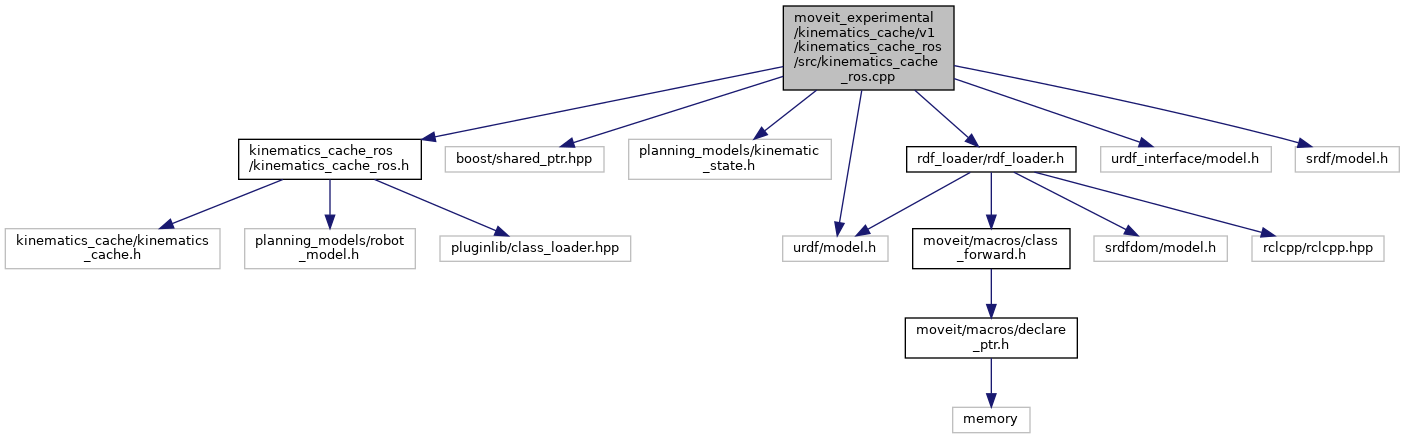 moveit_experimental
/kinematics_cache/v1
/kinematics_cache_ros
/src/kinematics_cache
_ros.cpp
kinematics_cache_ros
/kinematics_cache_ros.h
boost/shared_ptr.hpp
planning_models/kinematic
_state.h
rdf_loader/rdf_loader.h
urdf_interface/model.h
srdf/model.h
kinematics_cache/kinematics
_cache.h
planning_models/robot
_model.h
pluginlib/class_loader.hpp
urdf/model.h
moveit/macros/class
_forward.h
srdfdom/model.h
rclcpp/rclcpp.hpp
moveit/macros/declare
_ptr.h
memory